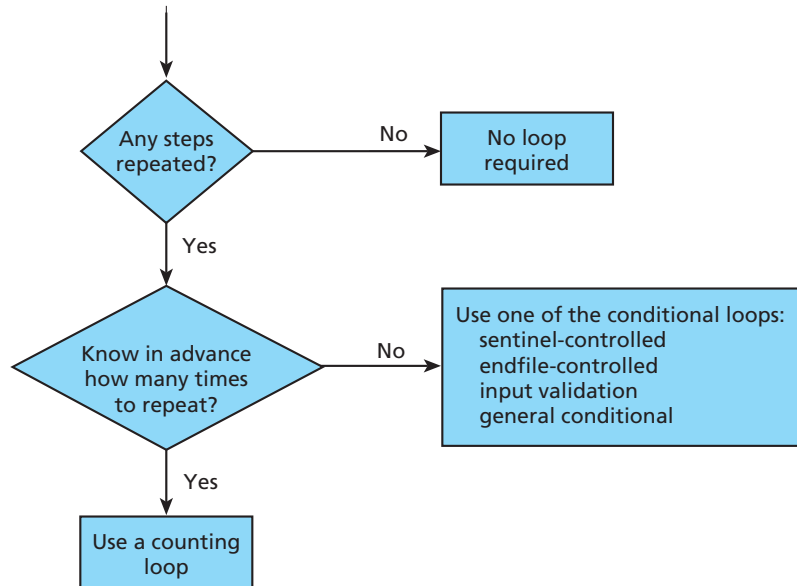 Any steps
repeated?
No
No loop
required
Yes
Know in advance
how many times
to repeat?
No
Use one of the conditional loops:
sentinel-controlled
endfile-controlled
input validation
general conditional
Yes
Use a counting
loop